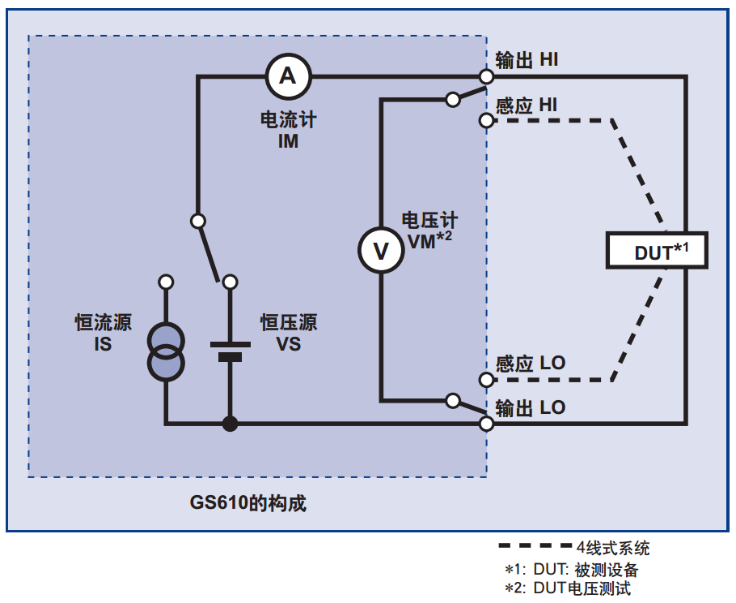 输出 HI
A
感应 HI
电流计
IM
电压计
VM*2
V
DUT*1
恒流源
IS
恒压源
VS
感应 LO
输出 LO
GS610的构成
4线式系统
*1: DUT: 被测设备
*2: DUT电压测试